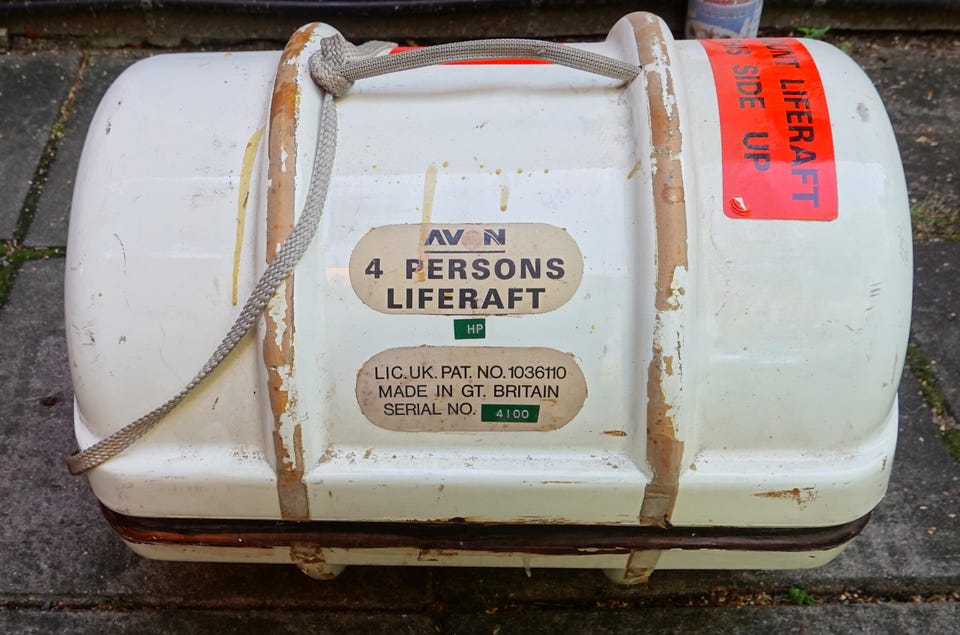 AVON
4 PERSONS
LIFERAFT
HP
LIC. UK. PAT. NO. 1036110
MADE IN GT. BRITAIN
SERIAL NO. 4100
LIFERAFT
SIDE UP